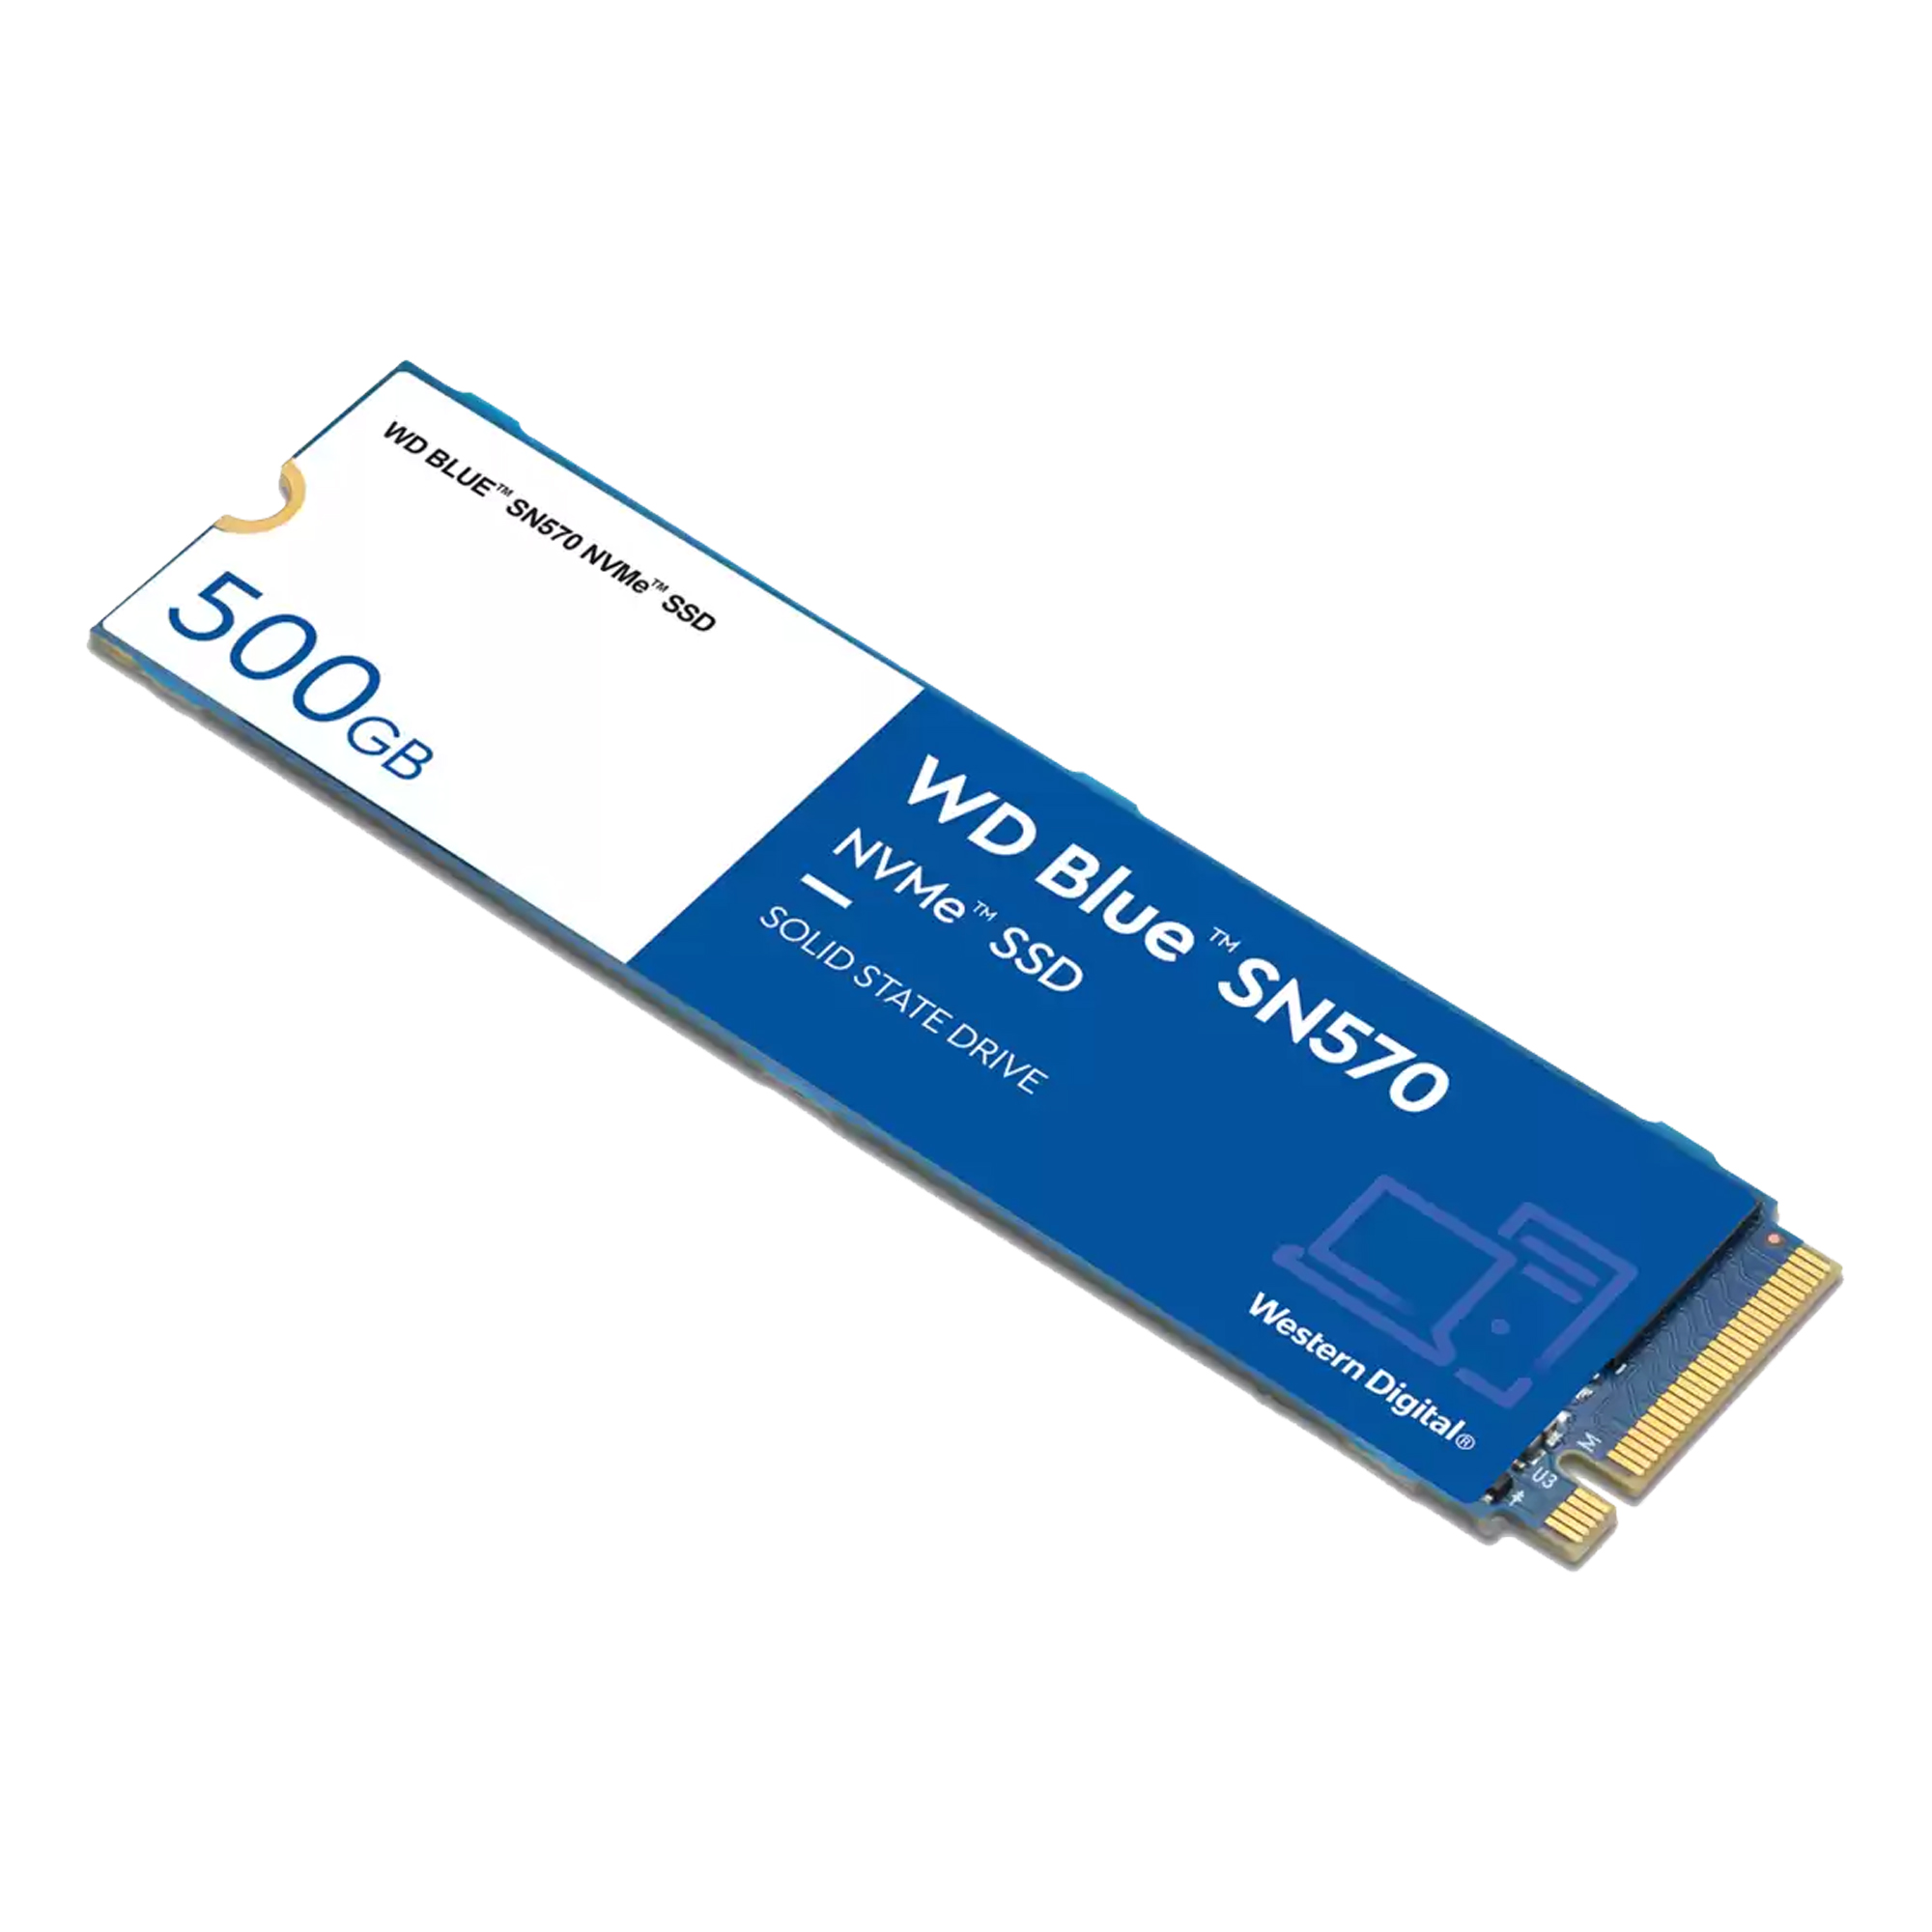 WD BLUE™ SN570 NVMe™ SSD
500GB
WD Blue™ SN570
NVMe™ SSD
SOLID STATE DRIVE
Western Digital®
M
U3